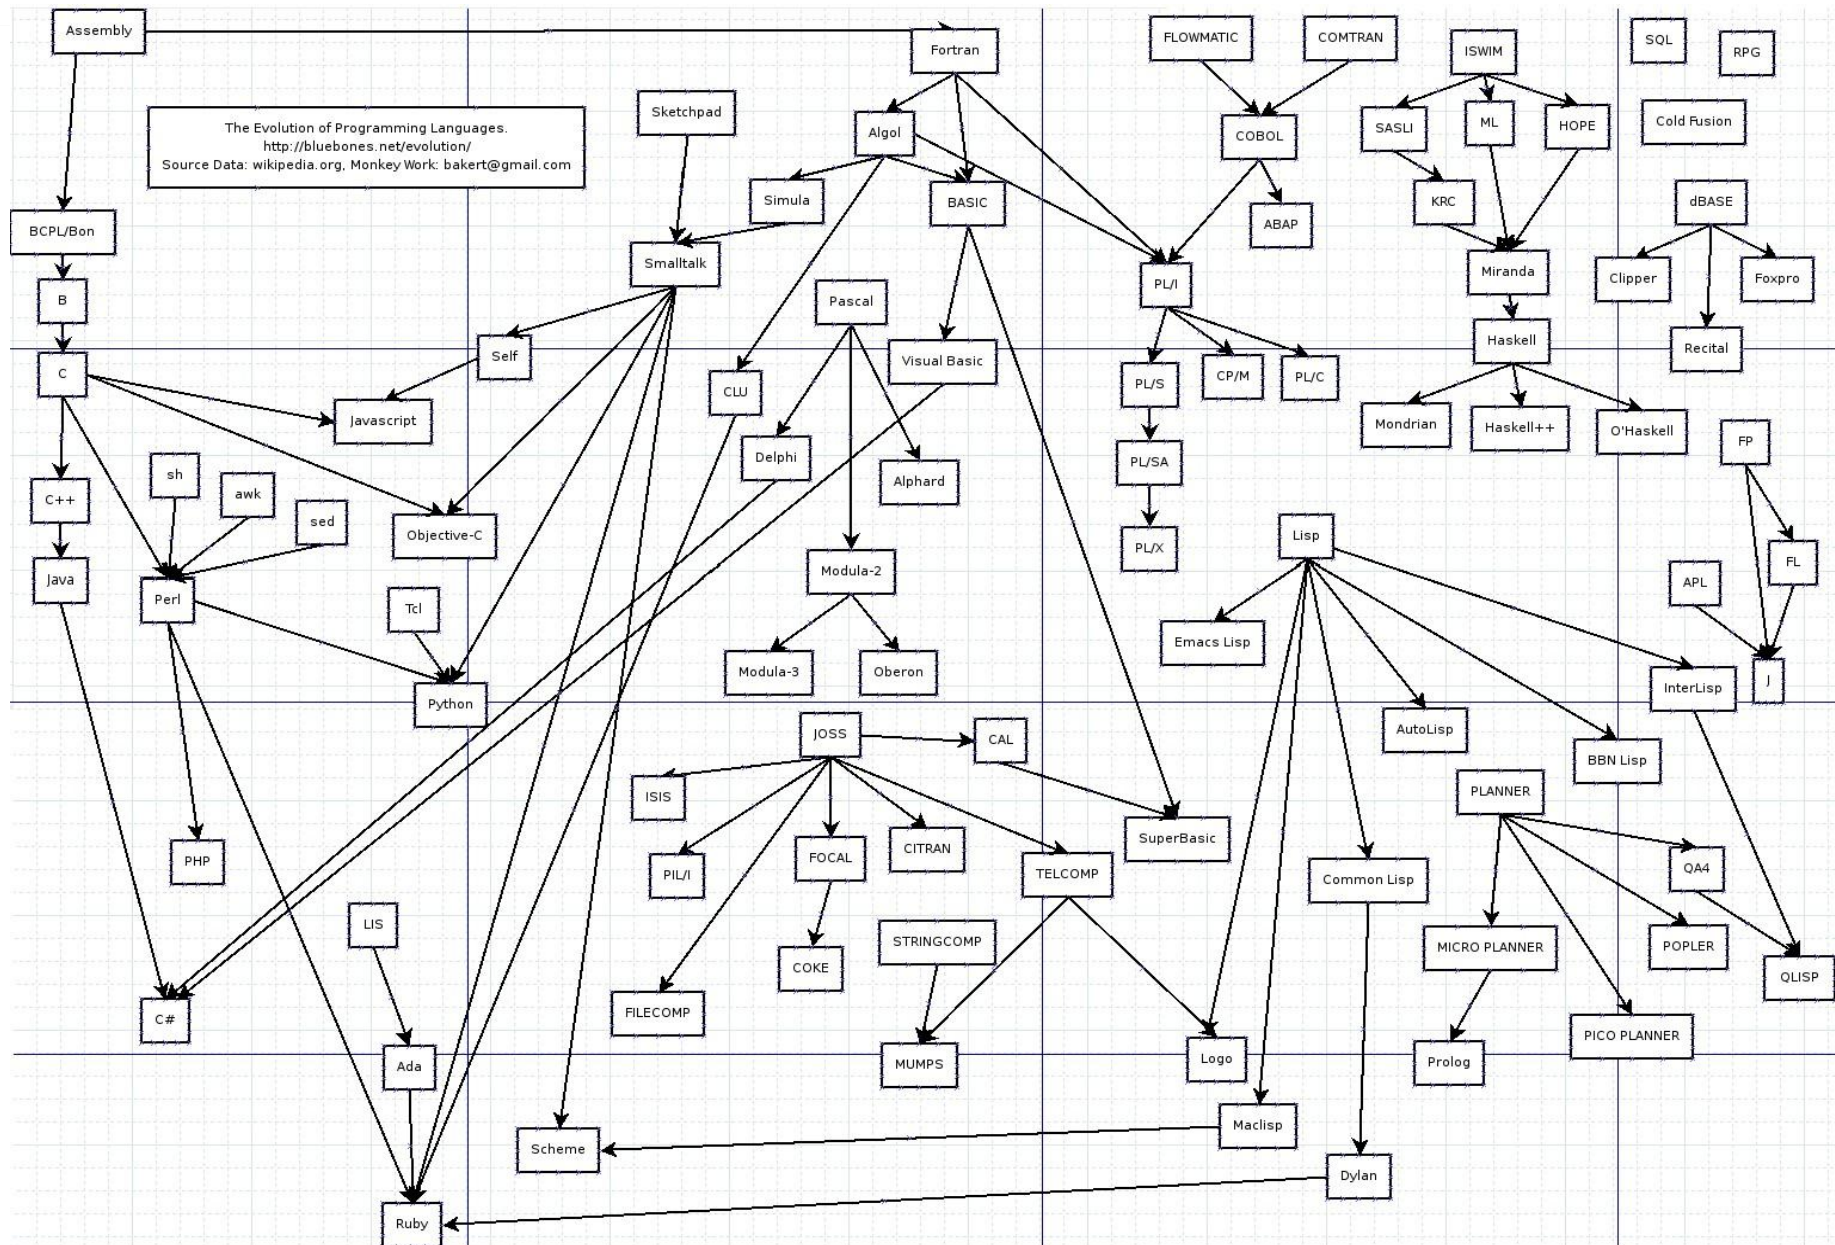 Assembly
Fortran
FLOWMATIC
COMTRAN
ISWIM
SQL
RPG
The Evolution of Programming Languages.
http://bluebones.net/evolution/
Source Data: wikipedia.org, Monkey Work: bakert@gmail.com
Sketchpad
Algol
COBOL
SASLI
ML
HOPE
Cold Fusion
Simula
BASIC
ABAP
KRC
dBASE
BCPL/Bon
Smalltalk
PL/I
Miranda
Clipper
Foxpro
B
Pascal
Self
Visual Basic
Haskell
Recital
C
CLU
PL/S
CP/M
PL/C
Javascript
Mondrian
Haskell++
O'Haskell
FP
sh
awk
Delphi
Alphard
PL/SA
C++
sed
Objective-C
PL/X
Lisp
FL
Java
Perl
Tcl
Modula-2
APL
Emacs Lisp
Modula-3
Oberon
InterLisp
J
Python
JOSS
CAL
AutoLisp
BBN Lisp
ISIS
PLANNER
PHP
PIL/I
FOCAL
CITRAN
SuperBasic
TELCOMP
Common Lisp
QA4
LIS
STRINGCOMP
MICRO PLANNER
POPLER
COKE
QLISP
C#
FILECOMP
PICO PLANNER
Ada
MUMPS
Logo
Prolog
Scheme
Maclisp
Dylan
Ruby